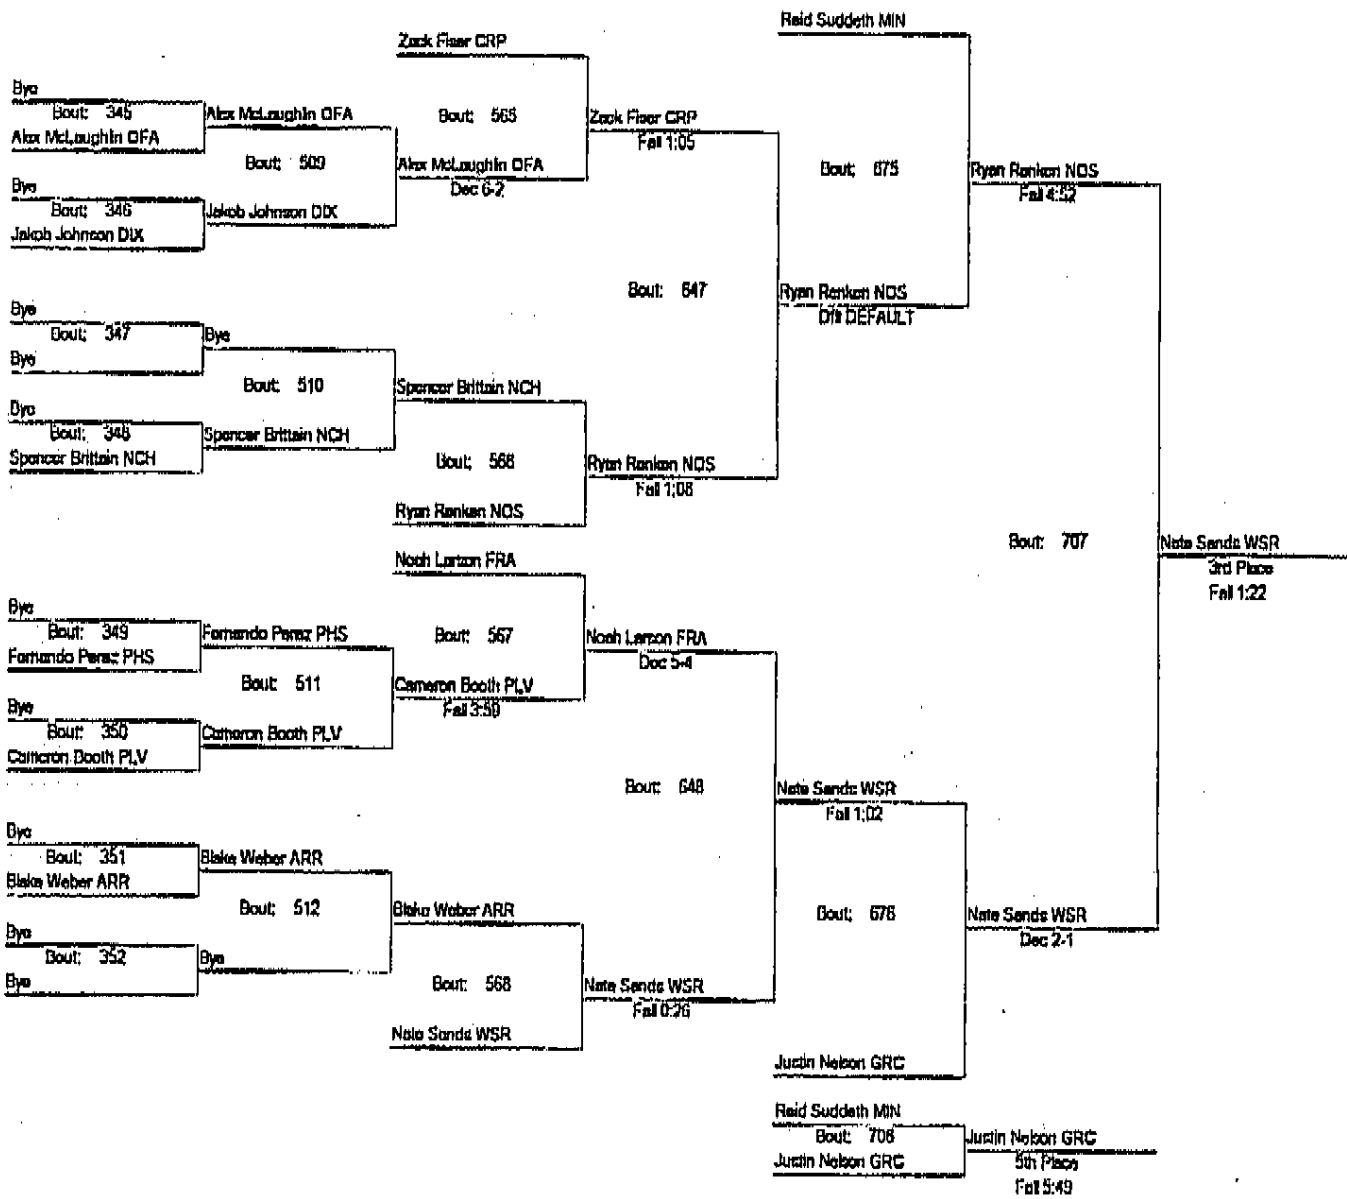 Reid Suddeth MIN
Zack Fiser CRP
Bye
Bout: 345
Alex McLaughlin OFA
Alex McLaughlin OFA
Bout: 565
Zack Fiser CRP
Fall 1:05
Bout: 509
Alex McLaughlin OFA
Dec 6-2
Bout: 675
Ryan Renken NOS
Fall 4:52
Bye
Bout: 346
Jakob Johnson DIX
Jakob Johnson DIX
Bout: 647
Ryan Renken NOS
Dflt DEFAULT
Bye
Bout: 347
Bye
Bye
Bout: 510
Spencer Brittain NCH
Bye
Bout: 348
Spencer Brittain NCH
Spencer Brittain NCH
Bout: 566
Ryan Renken NOS
Fall 1:08
Ryan Renken NOS
Bout: 707
Nate Sands WSR
3rd Place
Fall 1:22
Noah Larson FRA
Bye
Bout: 349
Fernando Perez PHS
Fernando Perez PHS
Bout: 567
Noah Larson FRA
Dec 5-4
Bout: 511
Cameron Booth PLV
Fall 3:59
Bye
Bout: 350
Cameron Booth PLV
Cameron Booth PLV
Bout: 648
Nate Sands WSR
Fall 1:02
Bye
Bout: 351
Blake Weber ARR
Blake Weber ARR
Bout: 512
Blake Weber ARR
Bout: 676
Nate Sands WSR
Dec 2-1
Bye
Bout: 352
Bye
Bye
Bout: 568
Nate Sands WSR
Fall 0:26
Nate Sands WSR
Justin Nelson GRC
Reid Suddeth MIN
Bout: 708
Justin Nelson GRC
Justin Nelson GRC
5th Place
Fall 5:49